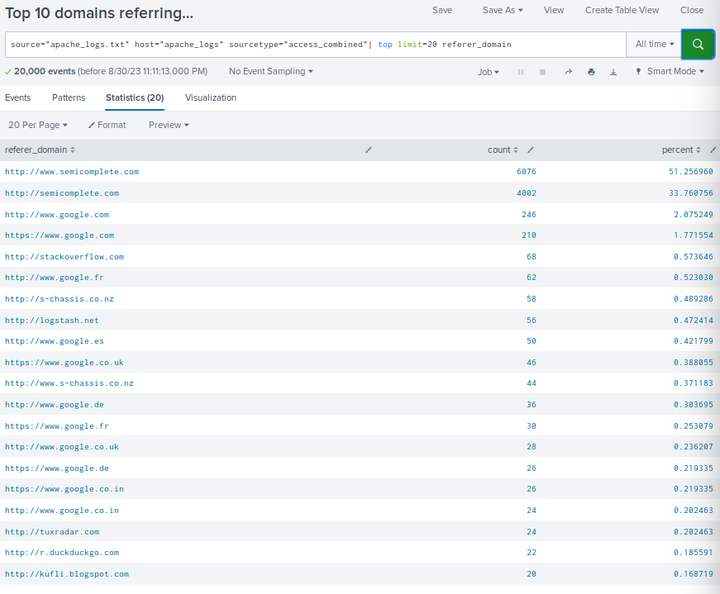 Top 10 domains referring...
Save Save As View Create Table View Close
source="apache_logs.txt" host="apache_logs" sourcetype="access_combined"| top limit=20 referer_domain All time
20,000 events (before 8/30/23 11:11:13.000 PM) No Event Sampling Job Smart Mode
Events Patterns Statistics (20) Visualization
20 Per Page Format Preview
referer_domain count percent
http://www.semicomplete.com 6076 51.256960
http://semicomplete.com 4002 33.760756
http://www.google.com 246 2.075249
https://www.google.com 210 1.771554
http://stackoverflow.com 68 0.573646
http://www.google.fr 62 0.523030
http://s-chassis.co.nz 58 0.489286
http://logstash.net 56 0.472414
http://www.google.es 50 0.421799
https://www.google.co.uk 46 0.388055
http://www.s-chassis.co.nz 44 0.371183
http://www.google.de 36 0.303695
https://www.google.fr 30 0.253079
http://www.google.co.uk 28 0.236207
https://www.google.de 26 0.219335
https://www.google.co.in 26 0.219335
http://www.google.co.in 24 0.202463
http://tuxradar.com 24 0.202463
http://r.duckduckgo.com 22 0.185591
http://kufli.blogspot.com 20 0.168719